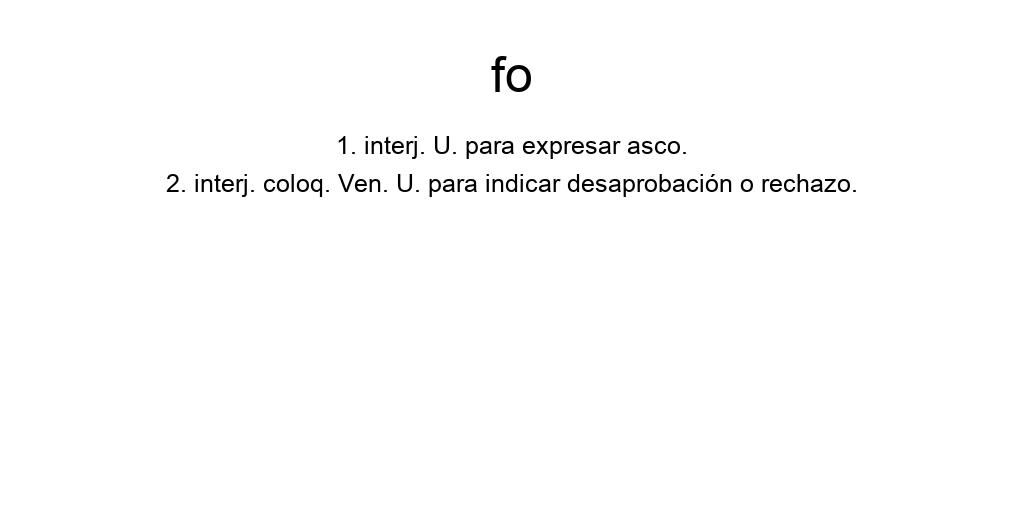 fo
1. interj. U. para expresar asco.
2. interj. coloq. Ven. U. para indicar desaprobación o rechazo.